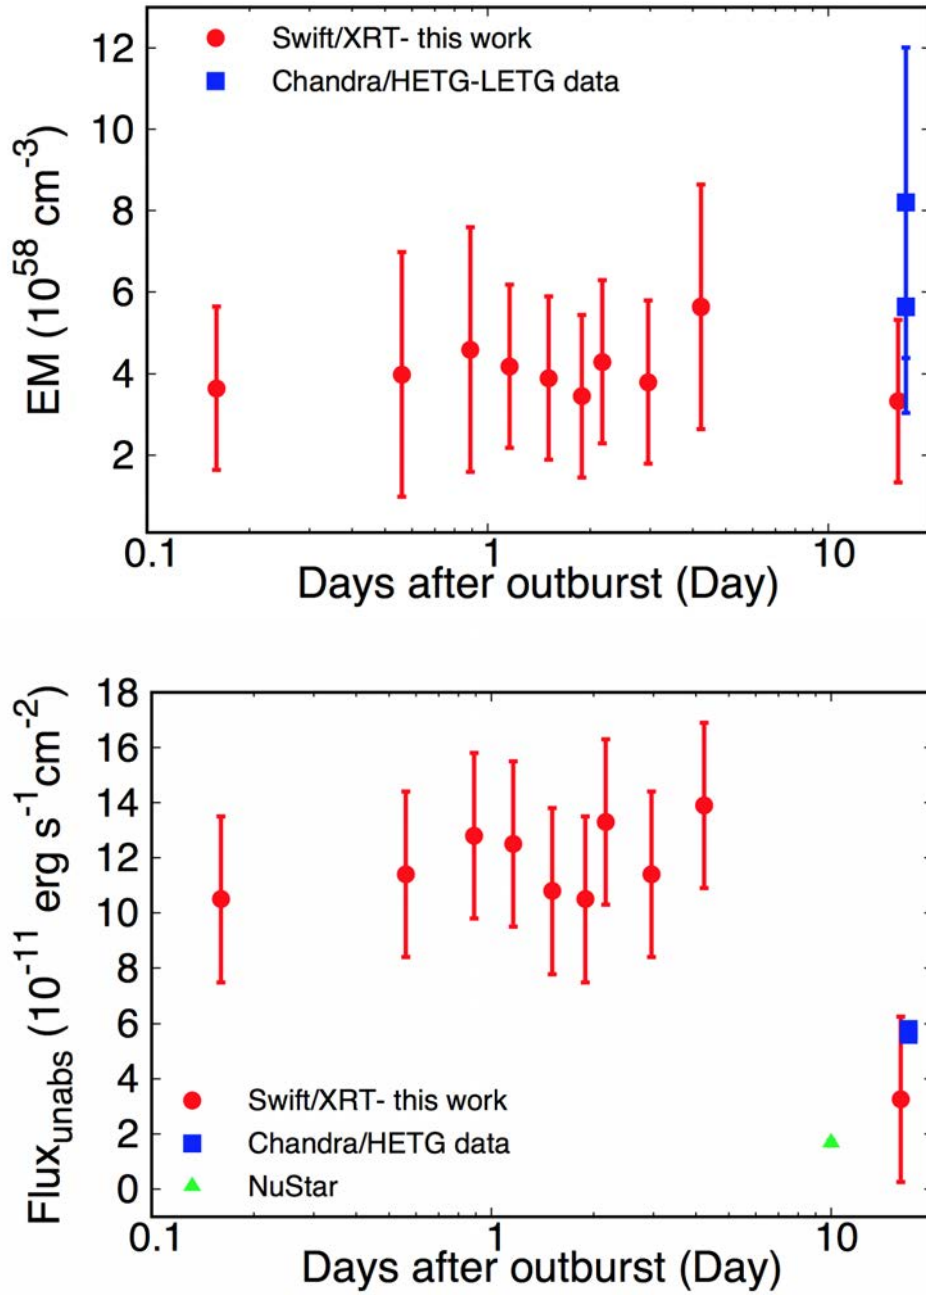 12
10
8
6
4
2
EM (10^58 cm^-3)
Swift/XRT- this work
Chandra/HETG-LETG data
0.1 1 10
Days after outburst (Day)
18
16
14
12
10
8
6
4
2
0
Flux_unabs (10^-11 erg s^-1 cm^-2)
Swift/XRT- this work
Chandra/HETG data
NuStar
0.1 1 10
Days after outburst (Day)